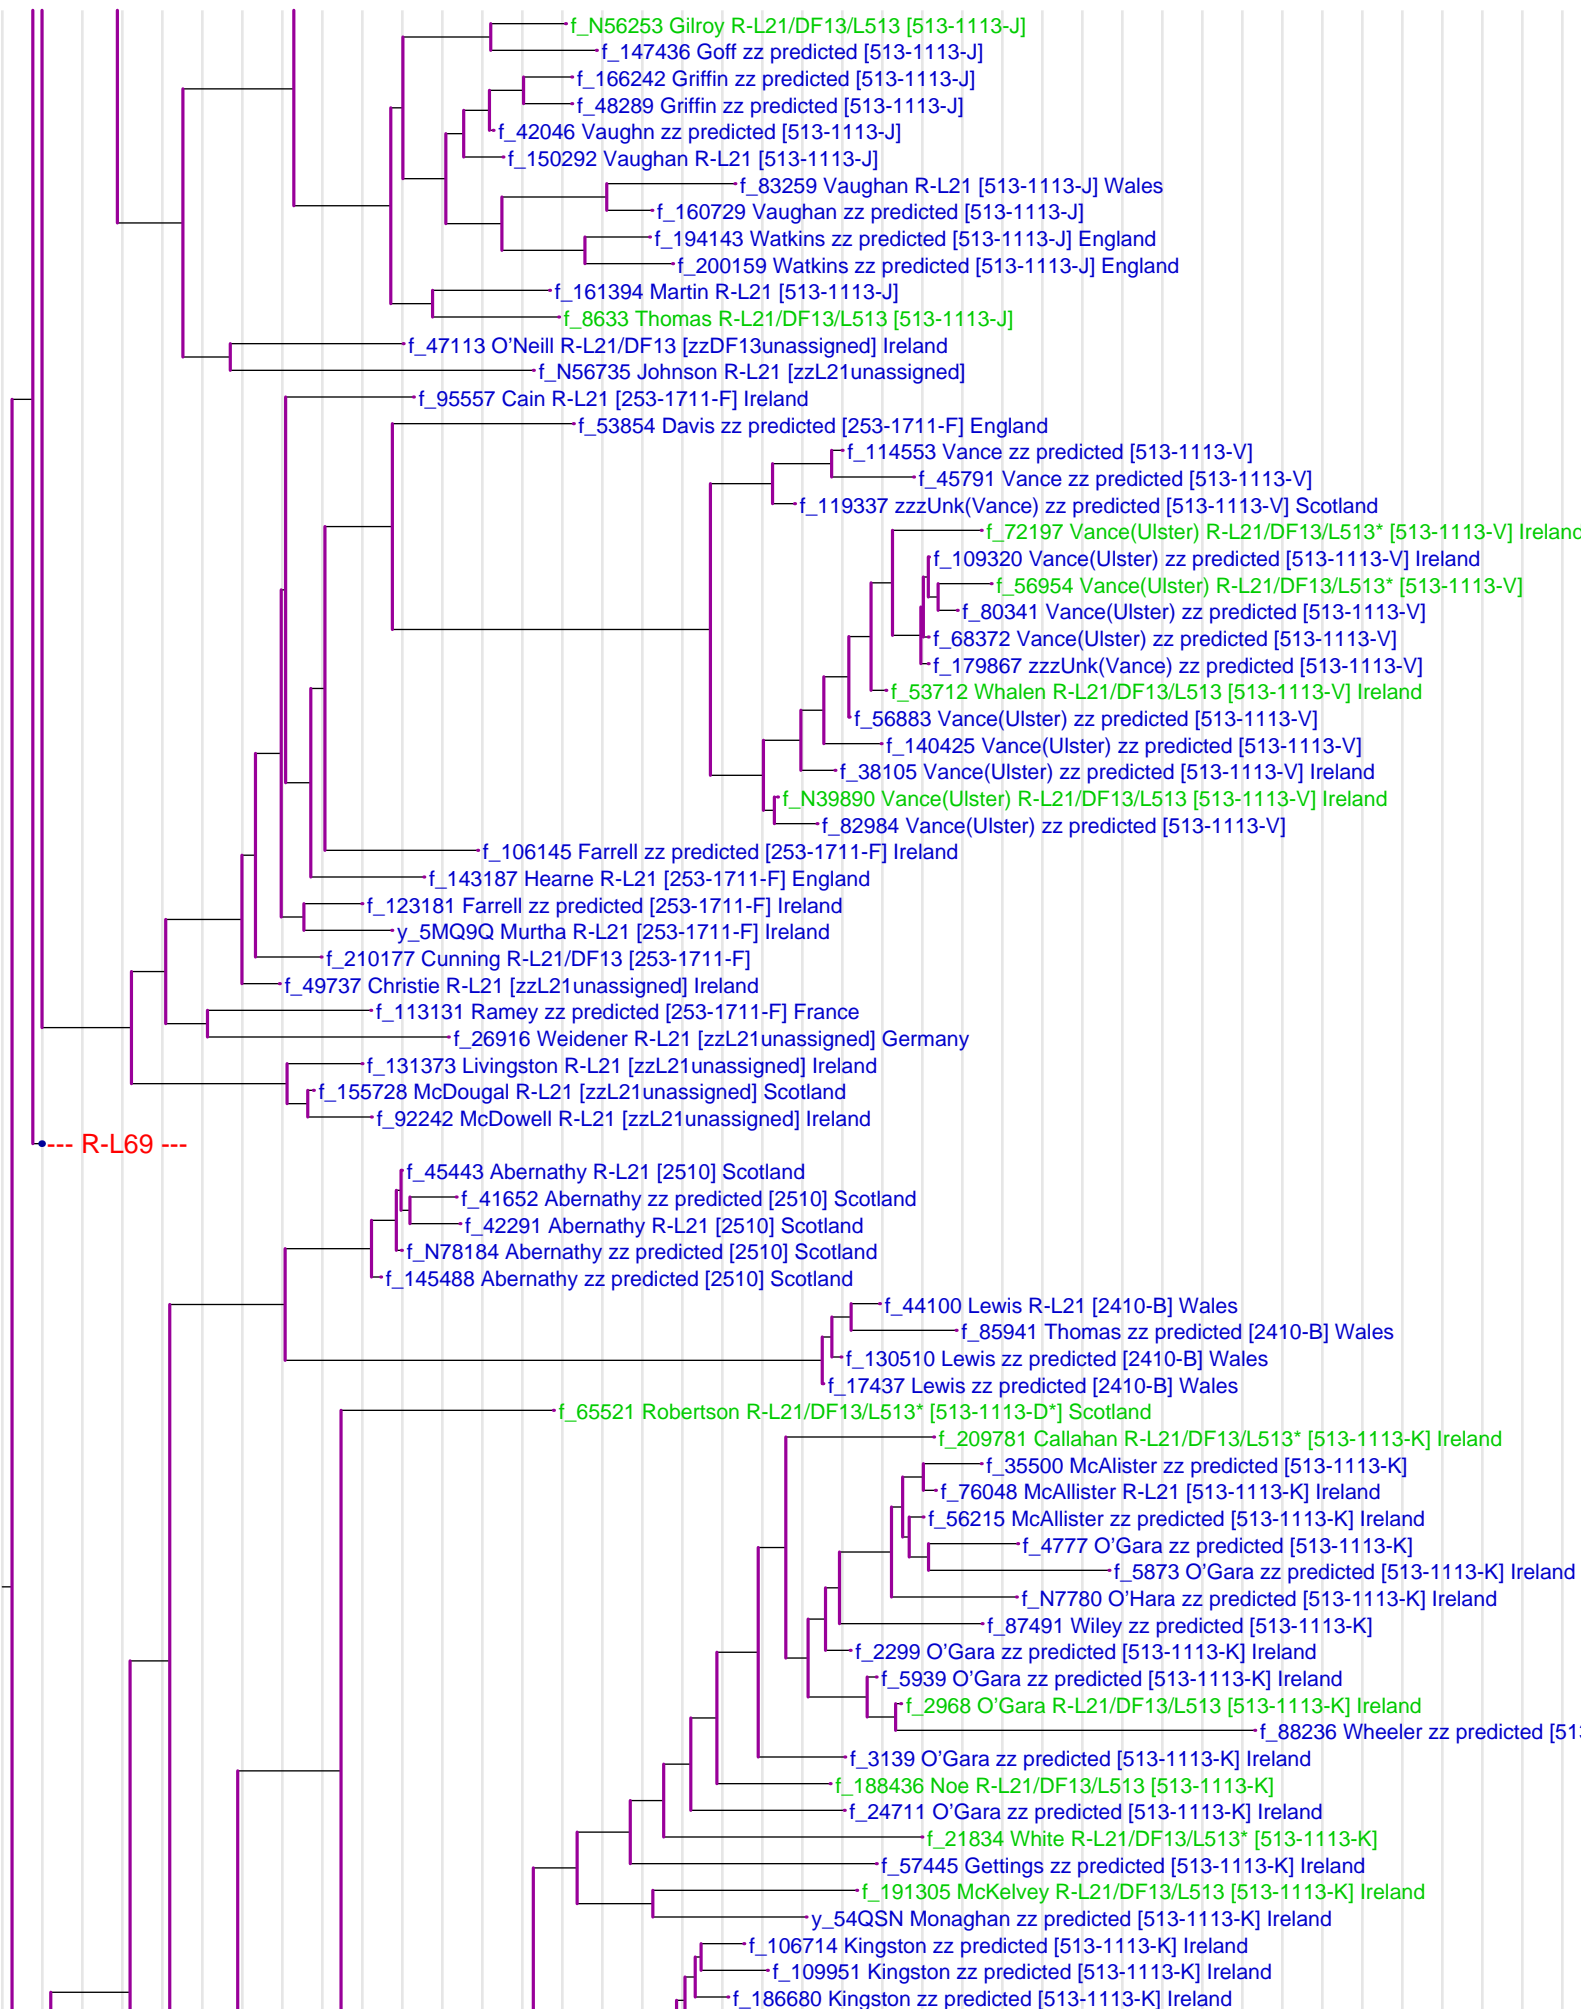 f_N56253 Gilroy R-L21/DF13/L513 [513-1113-J]
f_147436 Goff zz predicted [513-1113-J]
f_166242 Griffin zz predicted [513-1113-J]
f_48289 Griffin zz predicted [513-1113-J]
f_42046 Vaughn zz predicted [513-1113-J]
f_150292 Vaughan R-L21 [513-1113-J]
f_83259 Vaughan R-L21 [513-1113-J] Wales
f_160729 Vaughan zz predicted [513-1113-J]
f_194143 Watkins zz predicted [513-1113-J] England
f_200159 Watkins zz predicted [513-1113-J] England
f_161394 Martin R-L21 [513-1113-J]
f_8633 Thomas R-L21/DF13/L513 [513-1113-J]
f_47113 O'Neill R-L21/DF13 [zzDF13unassigned] Ireland
f_N56735 Johnson R-L21 [zzL21unassigned]
f_95557 Cain R-L21 [253-1711-F] Ireland
f_53854 Davis zz predicted [253-1711-F] England
f_114553 Vance zz predicted [513-1113-V]
f_45791 Vance zz predicted [513-1113-V]
f_119337 zzzUnk(Vance) zz predicted [513-1113-V] Scotland
f_72197 Vance(Ulster) R-L21/DF13/L513* [513-1113-V] Ireland
f_109320 Vance(Ulster) zz predicted [513-1113-V] Ireland
f_56954 Vance(Ulster) R-L21/DF13/L513* [513-1113-V]
f_80341 Vance(Ulster) zz predicted [513-1113-V]
f_68372 Vance(Ulster) zz predicted [513-1113-V]
f_179867 zzzUnk(Vance) zz predicted [513-1113-V]
f_53712 Whalen R-L21/DF13/L513 [513-1113-V] Ireland
f_56883 Vance(Ulster) zz predicted [513-1113-V]
f_140425 Vance(Ulster) zz predicted [513-1113-V]
f_38105 Vance(Ulster) zz predicted [513-1113-V] Ireland
f_N39890 Vance(Ulster) R-L21/DF13/L513 [513-1113-V] Ireland
f_82984 Vance(Ulster) zz predicted [513-1113-V]
f_106145 Farrell zz predicted [253-1711-F] Ireland
f_143187 Hearne R-L21 [253-1711-F] England
f_123181 Farrell zz predicted [253-1711-F] Ireland
y_5MQ9Q Murtha R-L21 [253-1711-F] Ireland
f_210177 Cunning R-L21/DF13 [253-1711-F]
f_49737 Christie R-L21 [zzL21unassigned] Ireland
f_113131 Ramey zz predicted [253-1711-F] France
f_26916 Weidener R-L21 [zzL21unassigned] Germany
f_131373 Livingston R-L21 [zzL21unassigned] Ireland
f_155728 McDougal R-L21 [zzL21unassigned] Scotland
f_92242 McDowell R-L21 [zzL21unassigned] Ireland
--- R-L69 ---
f_45443 Abernathy R-L21 [2510] Scotland
f_41652 Abernathy zz predicted [2510] Scotland
f_42291 Abernathy R-L21 [2510] Scotland
f_N78184 Abernathy zz predicted [2510] Scotland
f_145488 Abernathy zz predicted [2510] Scotland
f_44100 Lewis R-L21 [2410-B] Wales
f_85941 Thomas zz predicted [2410-B] Wales
f_130510 Lewis zz predicted [2410-B] Wales
f_17437 Lewis zz predicted [2410-B] Wales
f_65521 Robertson R-L21/DF13/L513* [513-1113-D*] Scotland
f_209781 Callahan R-L21/DF13/L513* [513-1113-K] Ireland
f_35500 McAlister zz predicted [513-1113-K]
f_76048 McAllister R-L21 [513-1113-K] Ireland
f_56215 McAllister zz predicted [513-1113-K] Ireland
f_4777 O'Gara zz predicted [513-1113-K]
f_5873 O'Gara zz predicted [513-1113-K] Ireland
f_N7780 O'Hara zz predicted [513-1113-K] Ireland
f_87491 Wiley zz predicted [513-1113-K]
f_2299 O'Gara zz predicted [513-1113-K] Ireland
f_5939 O'Gara zz predicted [513-1113-K] Ireland
f_2968 O'Gara R-L21/DF13/L513 [513-1113-K] Ireland
f_88236 Wheeler zz predicted [513
f_3139 O'Gara zz predicted [513-1113-K] Ireland
f_188436 Noe R-L21/DF13/L513 [513-1113-K]
f_24711 O'Gara zz predicted [513-1113-K] Ireland
f_21834 White R-L21/DF13/L513* [513-1113-K]
f_57445 Gettings zz predicted [513-1113-K] Ireland
f_191305 McKelvey R-L21/DF13/L513 [513-1113-K] Ireland
y_54QSN Monaghan zz predicted [513-1113-K] Ireland
f_106714 Kingston zz predicted [513-1113-K] Ireland
f_109951 Kingston zz predicted [513-1113-K] Ireland
f_186680 Kingston zz predicted [513-1113-K] Ireland